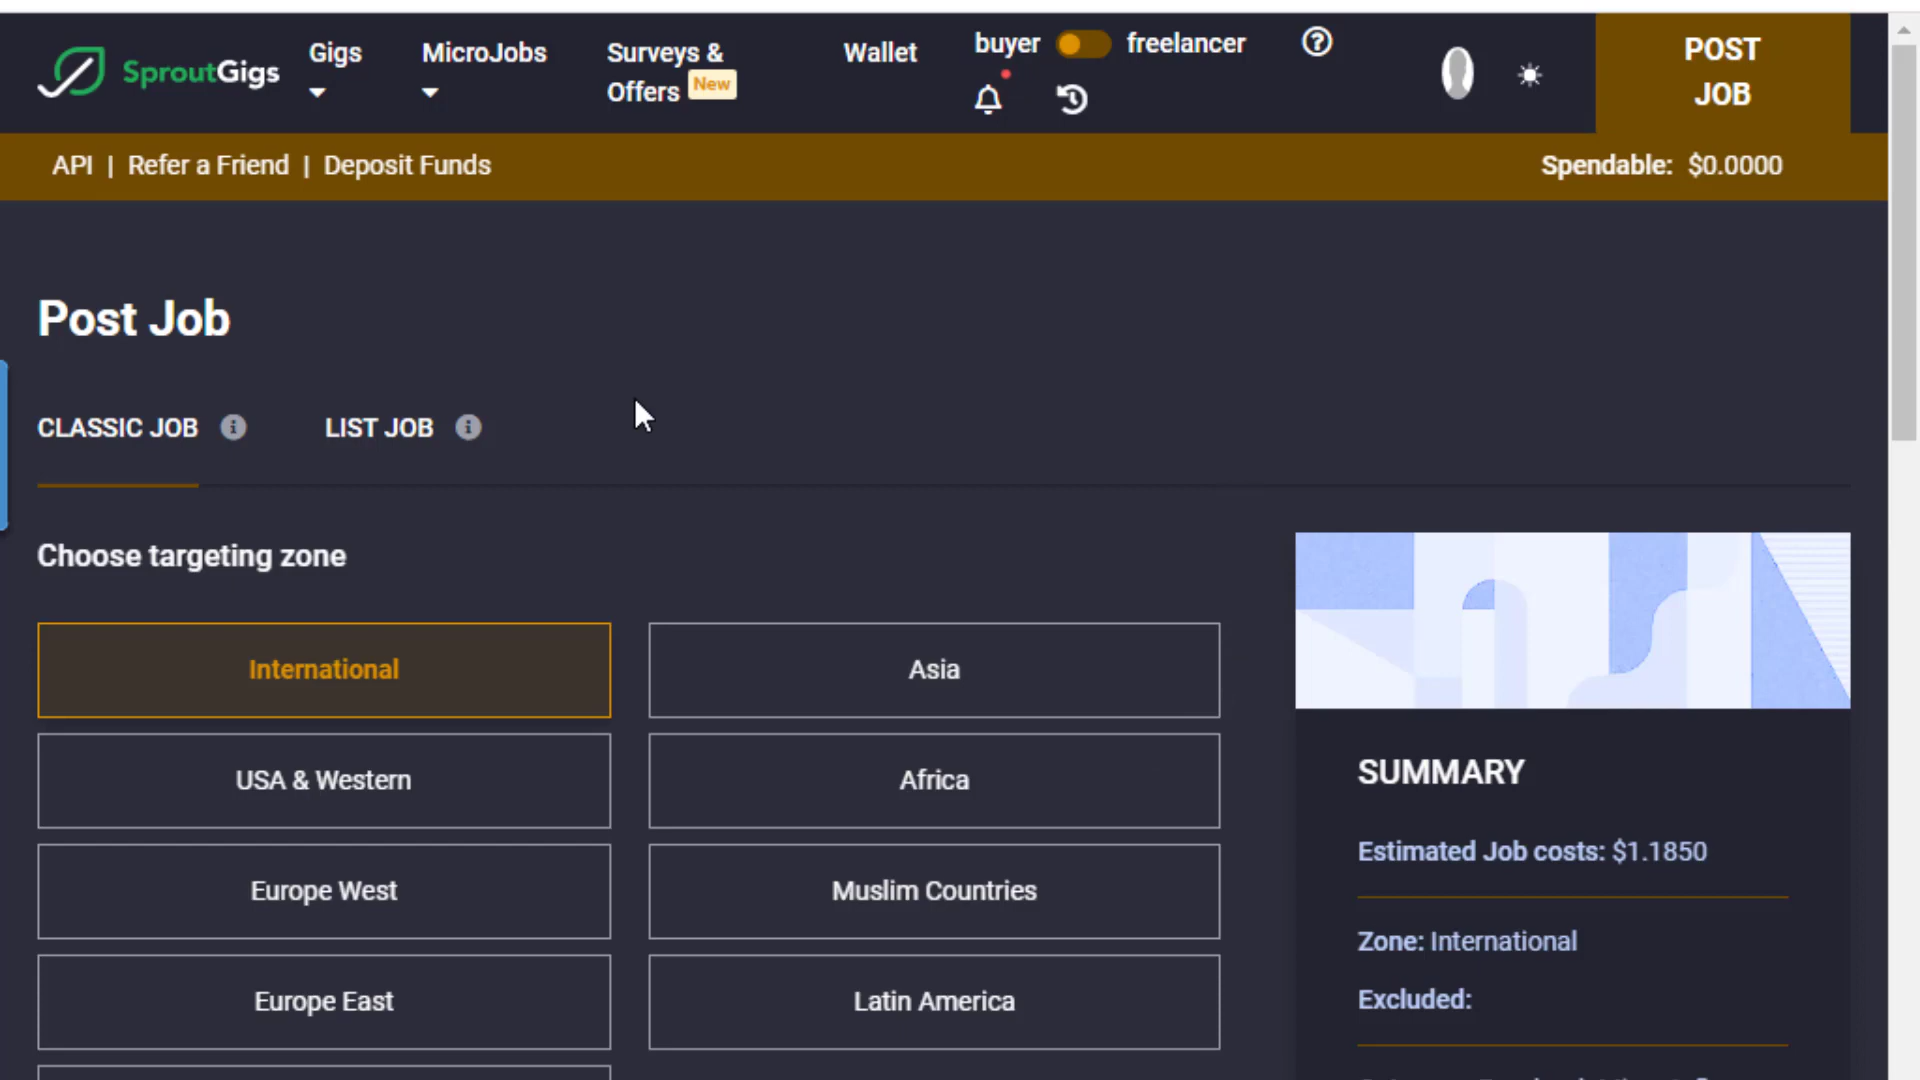 SproutGigs
Gigs
MicroJobs
Surveys &
Offers New
Wallet
buyer
freelancer
POST
JOB
API | Refer a Friend | Deposit Funds
Spendable: $0.0000
Post Job
CLASSIC JOB
LIST JOB
Choose targeting zone
International
Asia
USA & Western
Africa
Europe West
Muslim Countries
Europe East
Latin America
SUMMARY
Estimated Job costs: $1.1850
Zone: International
Excluded: